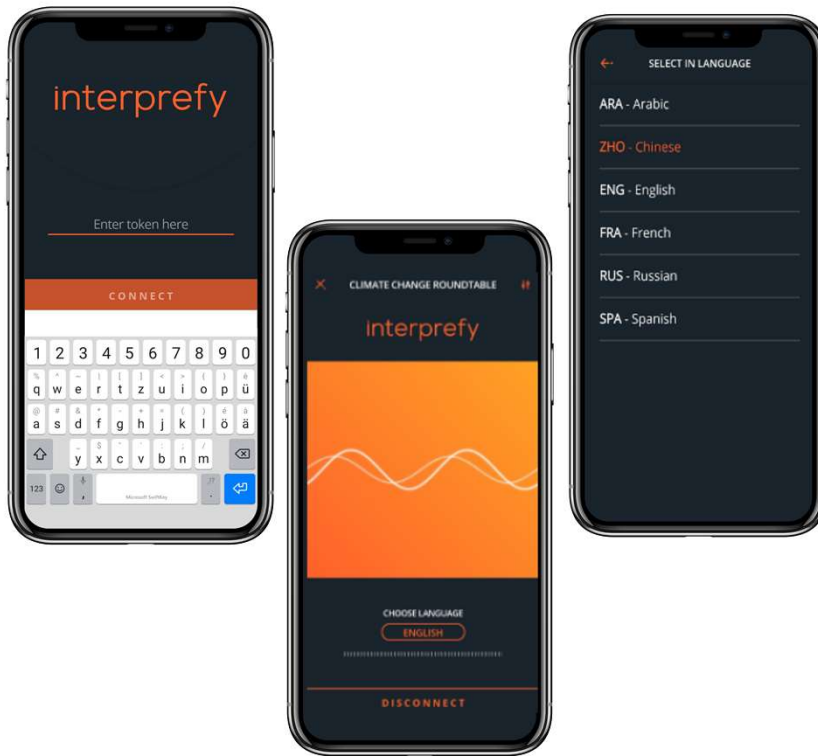 interprefy
Enter token here
CONNECT
1 2 3 4 5 6 7 8 9 0
q w e r t z u i o p ü
a s d f g h j k l ö ä
y x c v b n m
123
Microsoft SwiftKey
CLIMATE CHANGE ROUNDTABLE
interprefy
CHOOSE LANGUAGE
ENGLISH
DISCONNECT
SELECT IN LANGUAGE
ARA - Arabic
ZHO - Chinese
ENG - English
FRA - French
RUS - Russian
SPA - Spanish